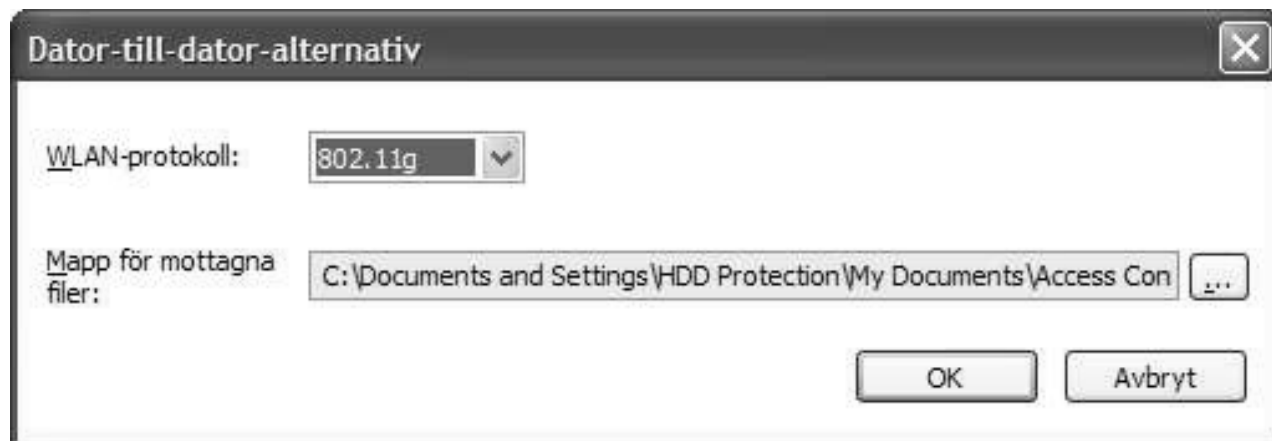 Dator-till-dator-alternativ
WLAN-protokoll: 802.11g
Mapp för mottagna
filer:
C:\Documents and Settings\HDD Protection\My Documents\Access Con
...
OK Avbryt